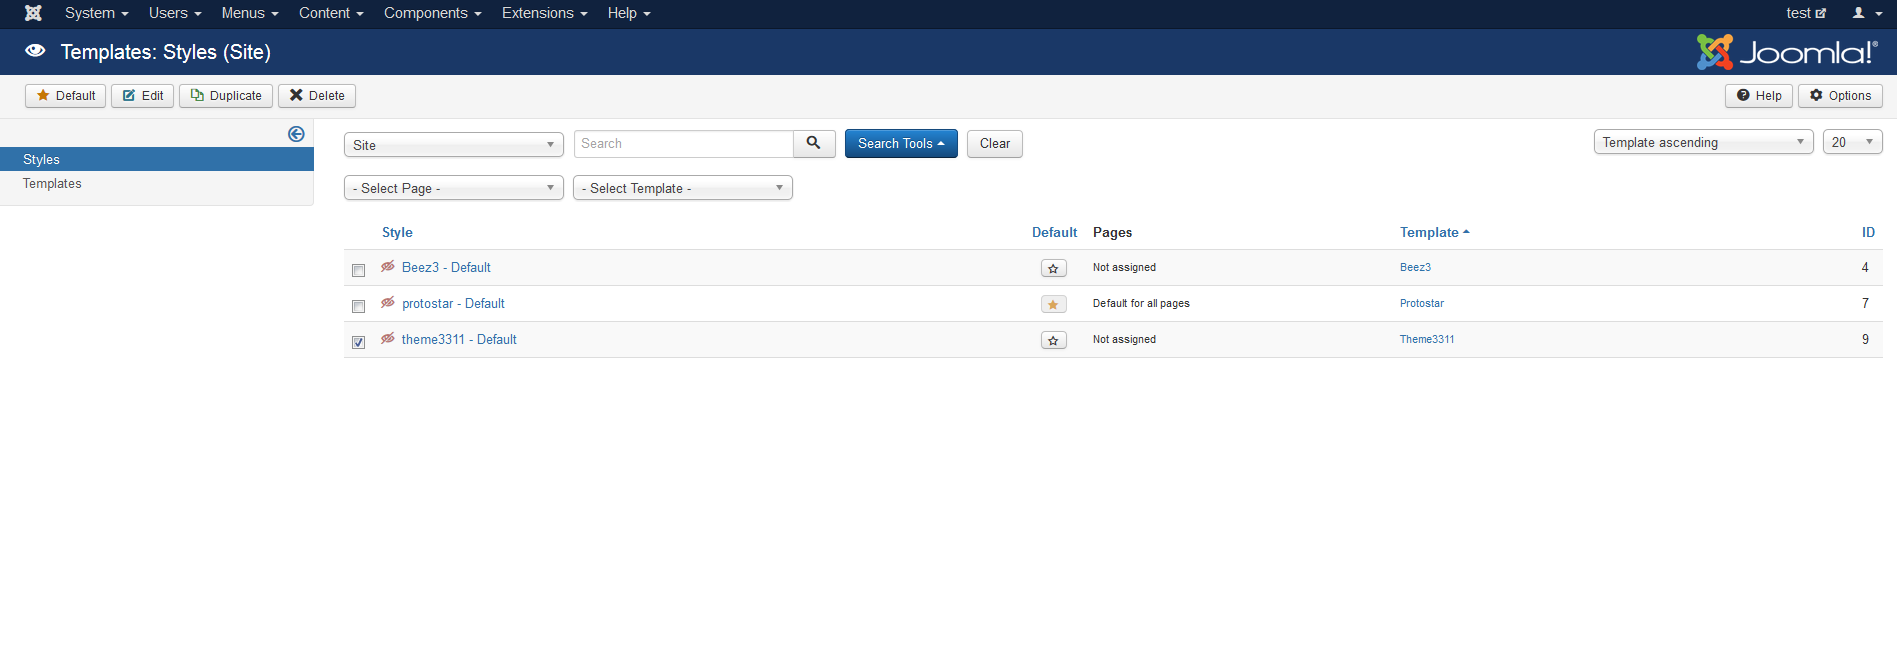 System Users Menus Content Components Extensions Help test
Templates: Styles (Site) Joomla!®
Default Edit Duplicate Delete Help Options
Styles
Templates
Site Search Search Tools Clear Template ascending 20
- Select Page - - Select Template -
Style Default Pages Template ID
Beez3 - Default Not assigned Beez3 4
protostar - Default Default for all pages Protostar 7
theme3311 - Default Not assigned Theme3311 9